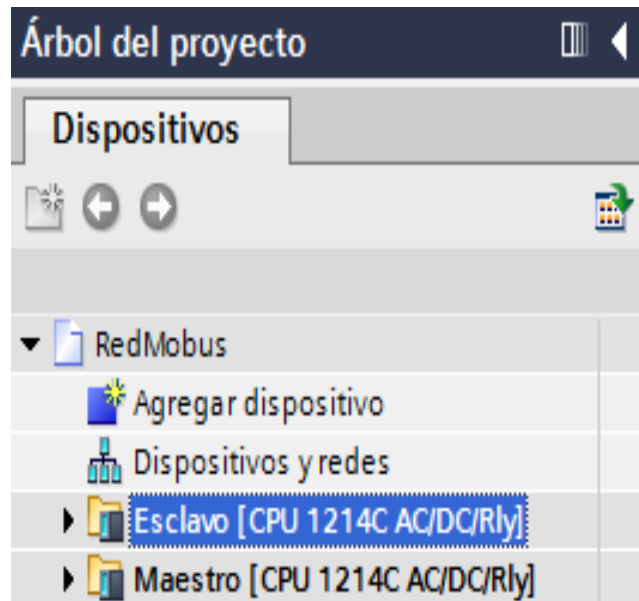 Árbol del proyecto
Dispositivos
RedMobus
Agregar dispositivo
Dispositivos y redes
Esclavo [CPU 1214C AC/DC/Rly]
Maestro [CPU 1214C AC/DC/Rly]